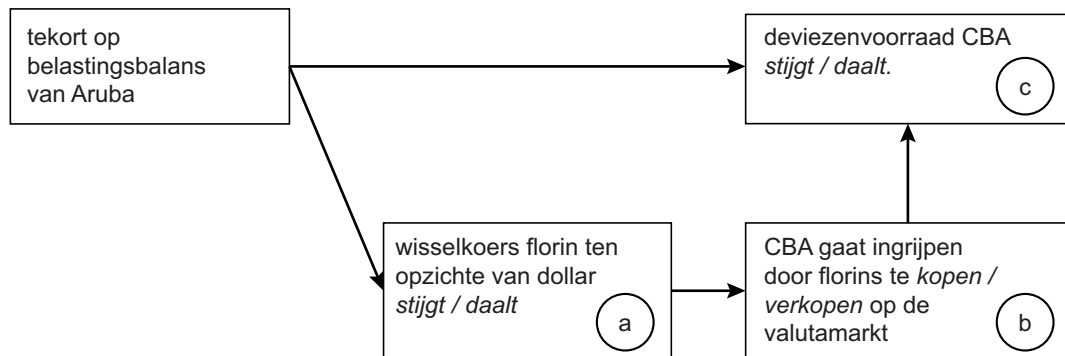 tekort op
belastingsbalans
van Aruba
deviezenvoorraad CBA
stijgt / daalt.
c
wisselkoers florin ten
opzichte van dollar
stijgt / daalt
a
CBA gaat ingrijpen
door florins te kopen /
verkopen op de
valutamarkt
b